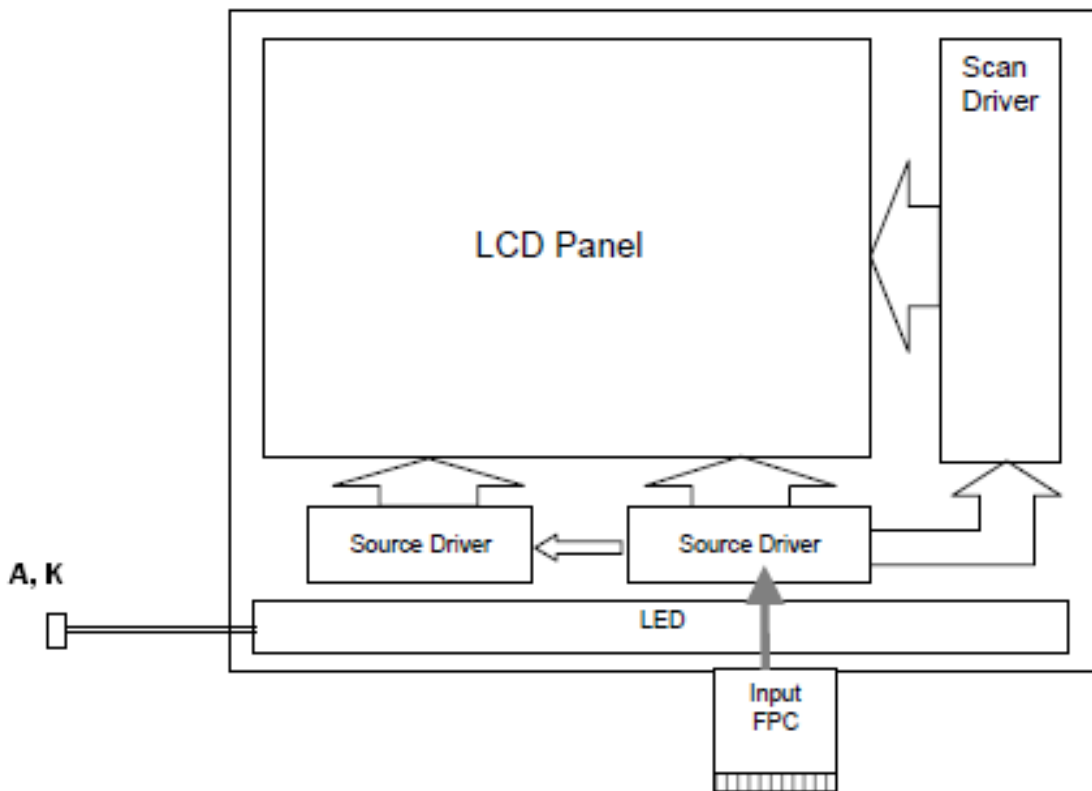 Scan
Driver
LCD Panel
Source Driver
Source Driver
A, K
LED
Input
FPC